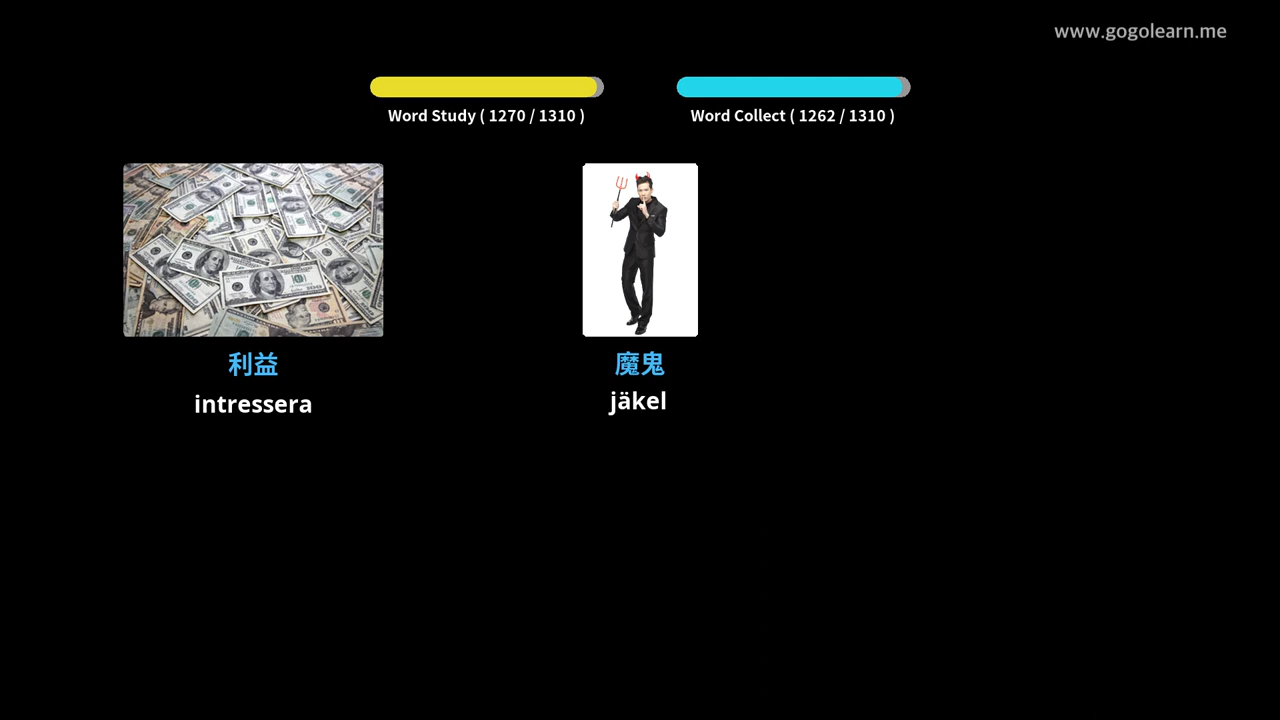 www.gogolearn.me
Word Study ( 1270 / 1310 )
Word Collect ( 1262 / 1310 )
利益
intressera
魔鬼
jäkel